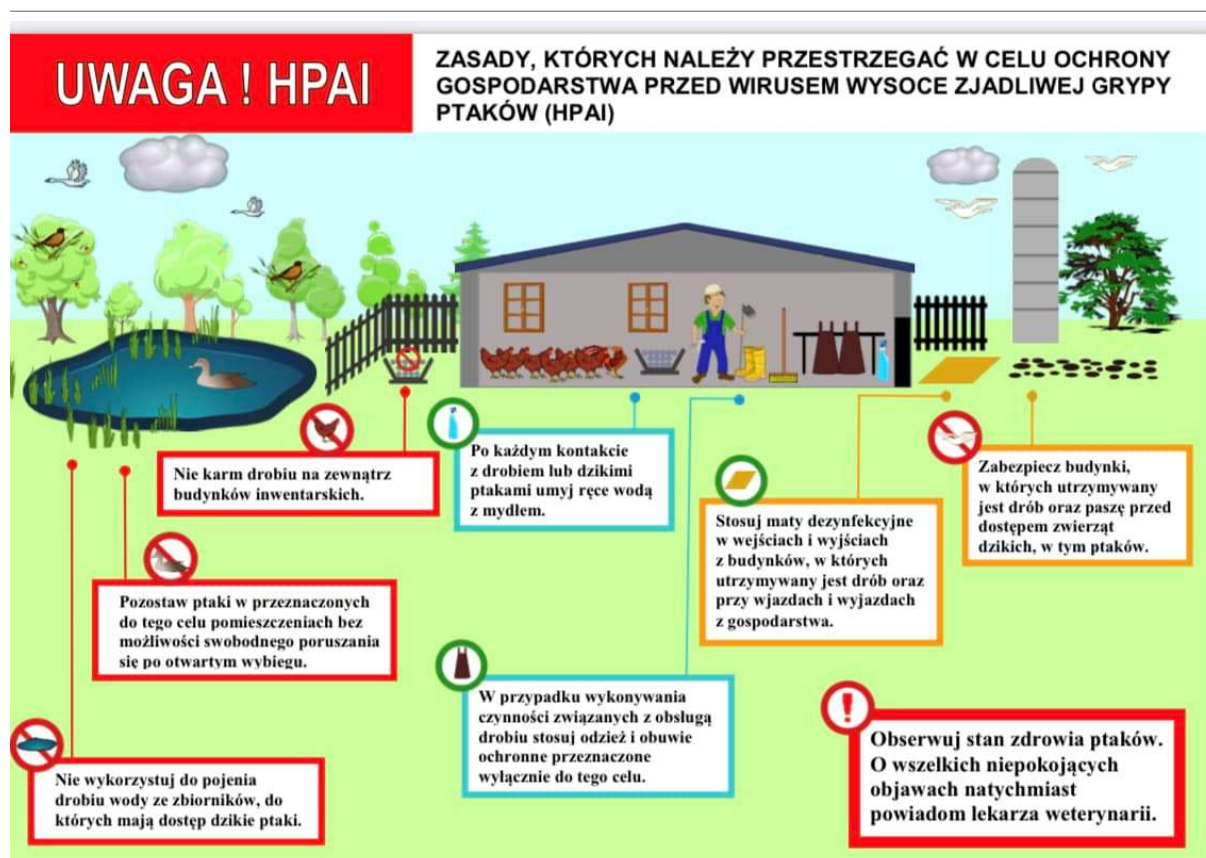 UWAGA ! HPAI
ZASADY, KTÓRYCH NALEŻY PRZESTRZEGAĆ W CELU OCHRONY
GOSPODARSTWA PRZED WIRUSEM WYSOCE ZJADLIWEJ GRYPY
PTAKÓW (HPAI)
Nie karm drobiu na zewnątrz
budynków inwentarskich.
Po każdym kontakcie
z drobiem lub dzikimi
ptakami umyj ręce wodą
z mydłem.
Stosuj maty dezynfekcyjne
w wejściach i wyjściach
z budynków, w których
utrzymywany jest drób oraz
przy wjazdach i wyjazdach
z gospodarstwa.
Zabezpiecz budynki,
w których utrzymywany
jest drób oraz paszę przed
dostępem zwierząt
dzikich, w tym ptaków.
Pozostaw ptaki w przeznaczonych
do tego celu pomieszczeniach bez
możliwości swobodnego poruszania
się po otwartym wybiegu.
W przypadku wykonywania
czynności związanych z obsługą
drobiu stosuj odzież i obuwie
ochronne przeznaczone
wyłącznie do tego celu.
Nie wykorzystuj do pojenia
drobiu wody ze zbiorników, do
których mają dostęp dzikie ptaki.
Obserwuj stan zdrowia ptaków.
O wszelkich niepokojących
objawach natychmiast
powiadom lekarza weterynarii.